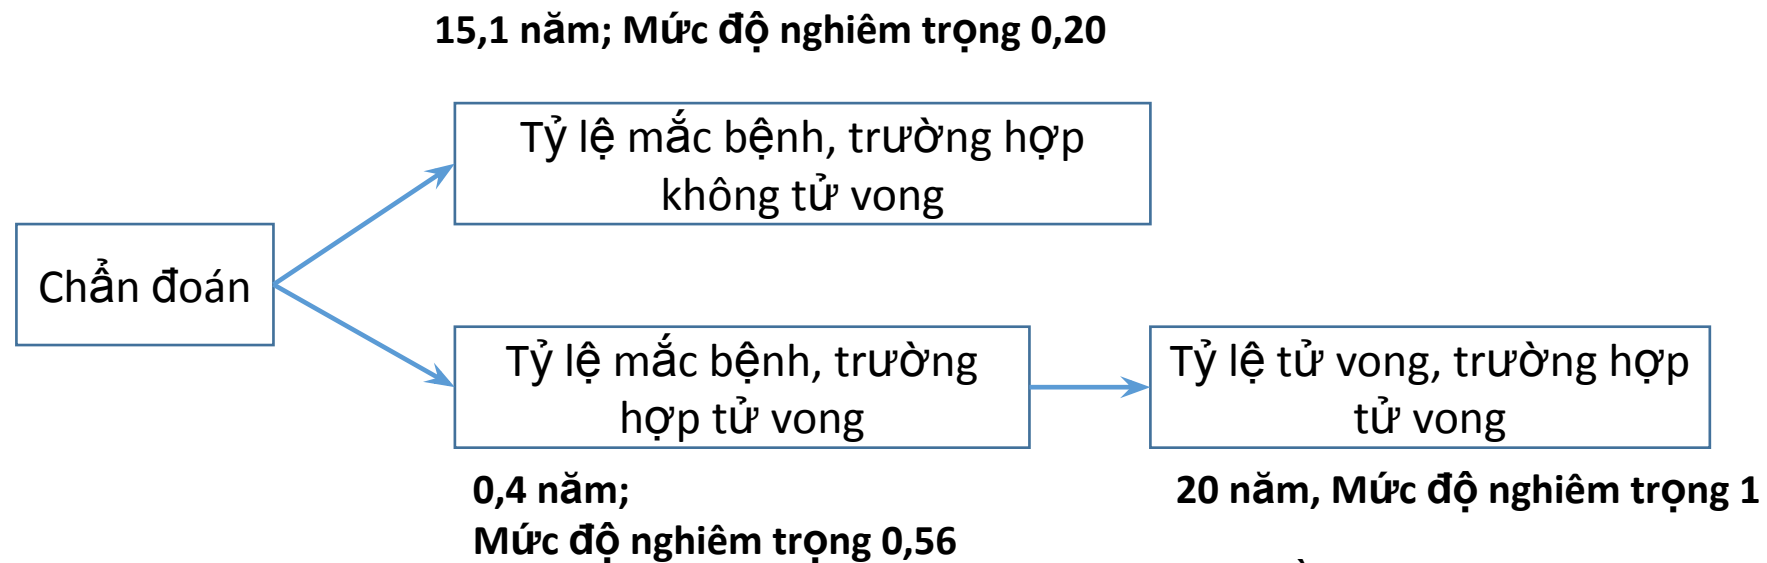 15,1 năm; Mức độ nghiêm trọng 0,20
Tỷ lệ mắc bệnh, trường hợp
không tử vong
Chẩn đoán
Tỷ lệ mắc bệnh, trường
hợp tử vong
Tỷ lệ tử vong, trường hợp
tử vong
0,4 năm;
Mức độ nghiêm trọng 0,56
20 năm, Mức độ nghiêm trọng 1